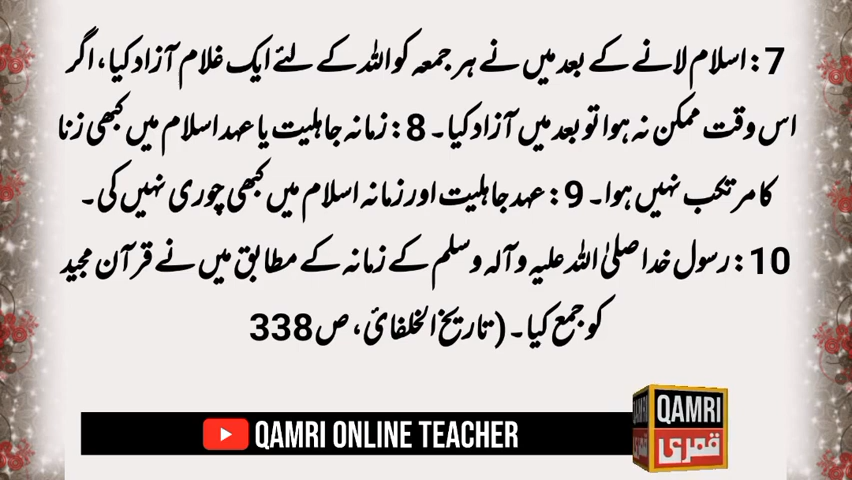 7: اسلام لانے کے بعد میں نے ہر جمعہ کو اللہ کے لئے ایک غلام آزاد کیا، اگر
اس وقت ممکن نہ ہوا تو بعد میں آزاد کیا۔ 8: زمانہ جاہلیت یا عہد اسلام میں کبھی زنا
کا مرتکب نہیں ہوا۔ 9: عہد جاہلیت اور زمانہ اسلام میں کبھی چوری نہیں کی۔
10: رسول خدا صلیٰ اللہ علیہ وآلہ وسلم کے زمانہ کے مطابق میں نے قرآن مجید
کو جمع کیا۔ (تاریخ الخلفائ، ص338
QAMRI ONLINE TEACHER
QAMRI
قمری